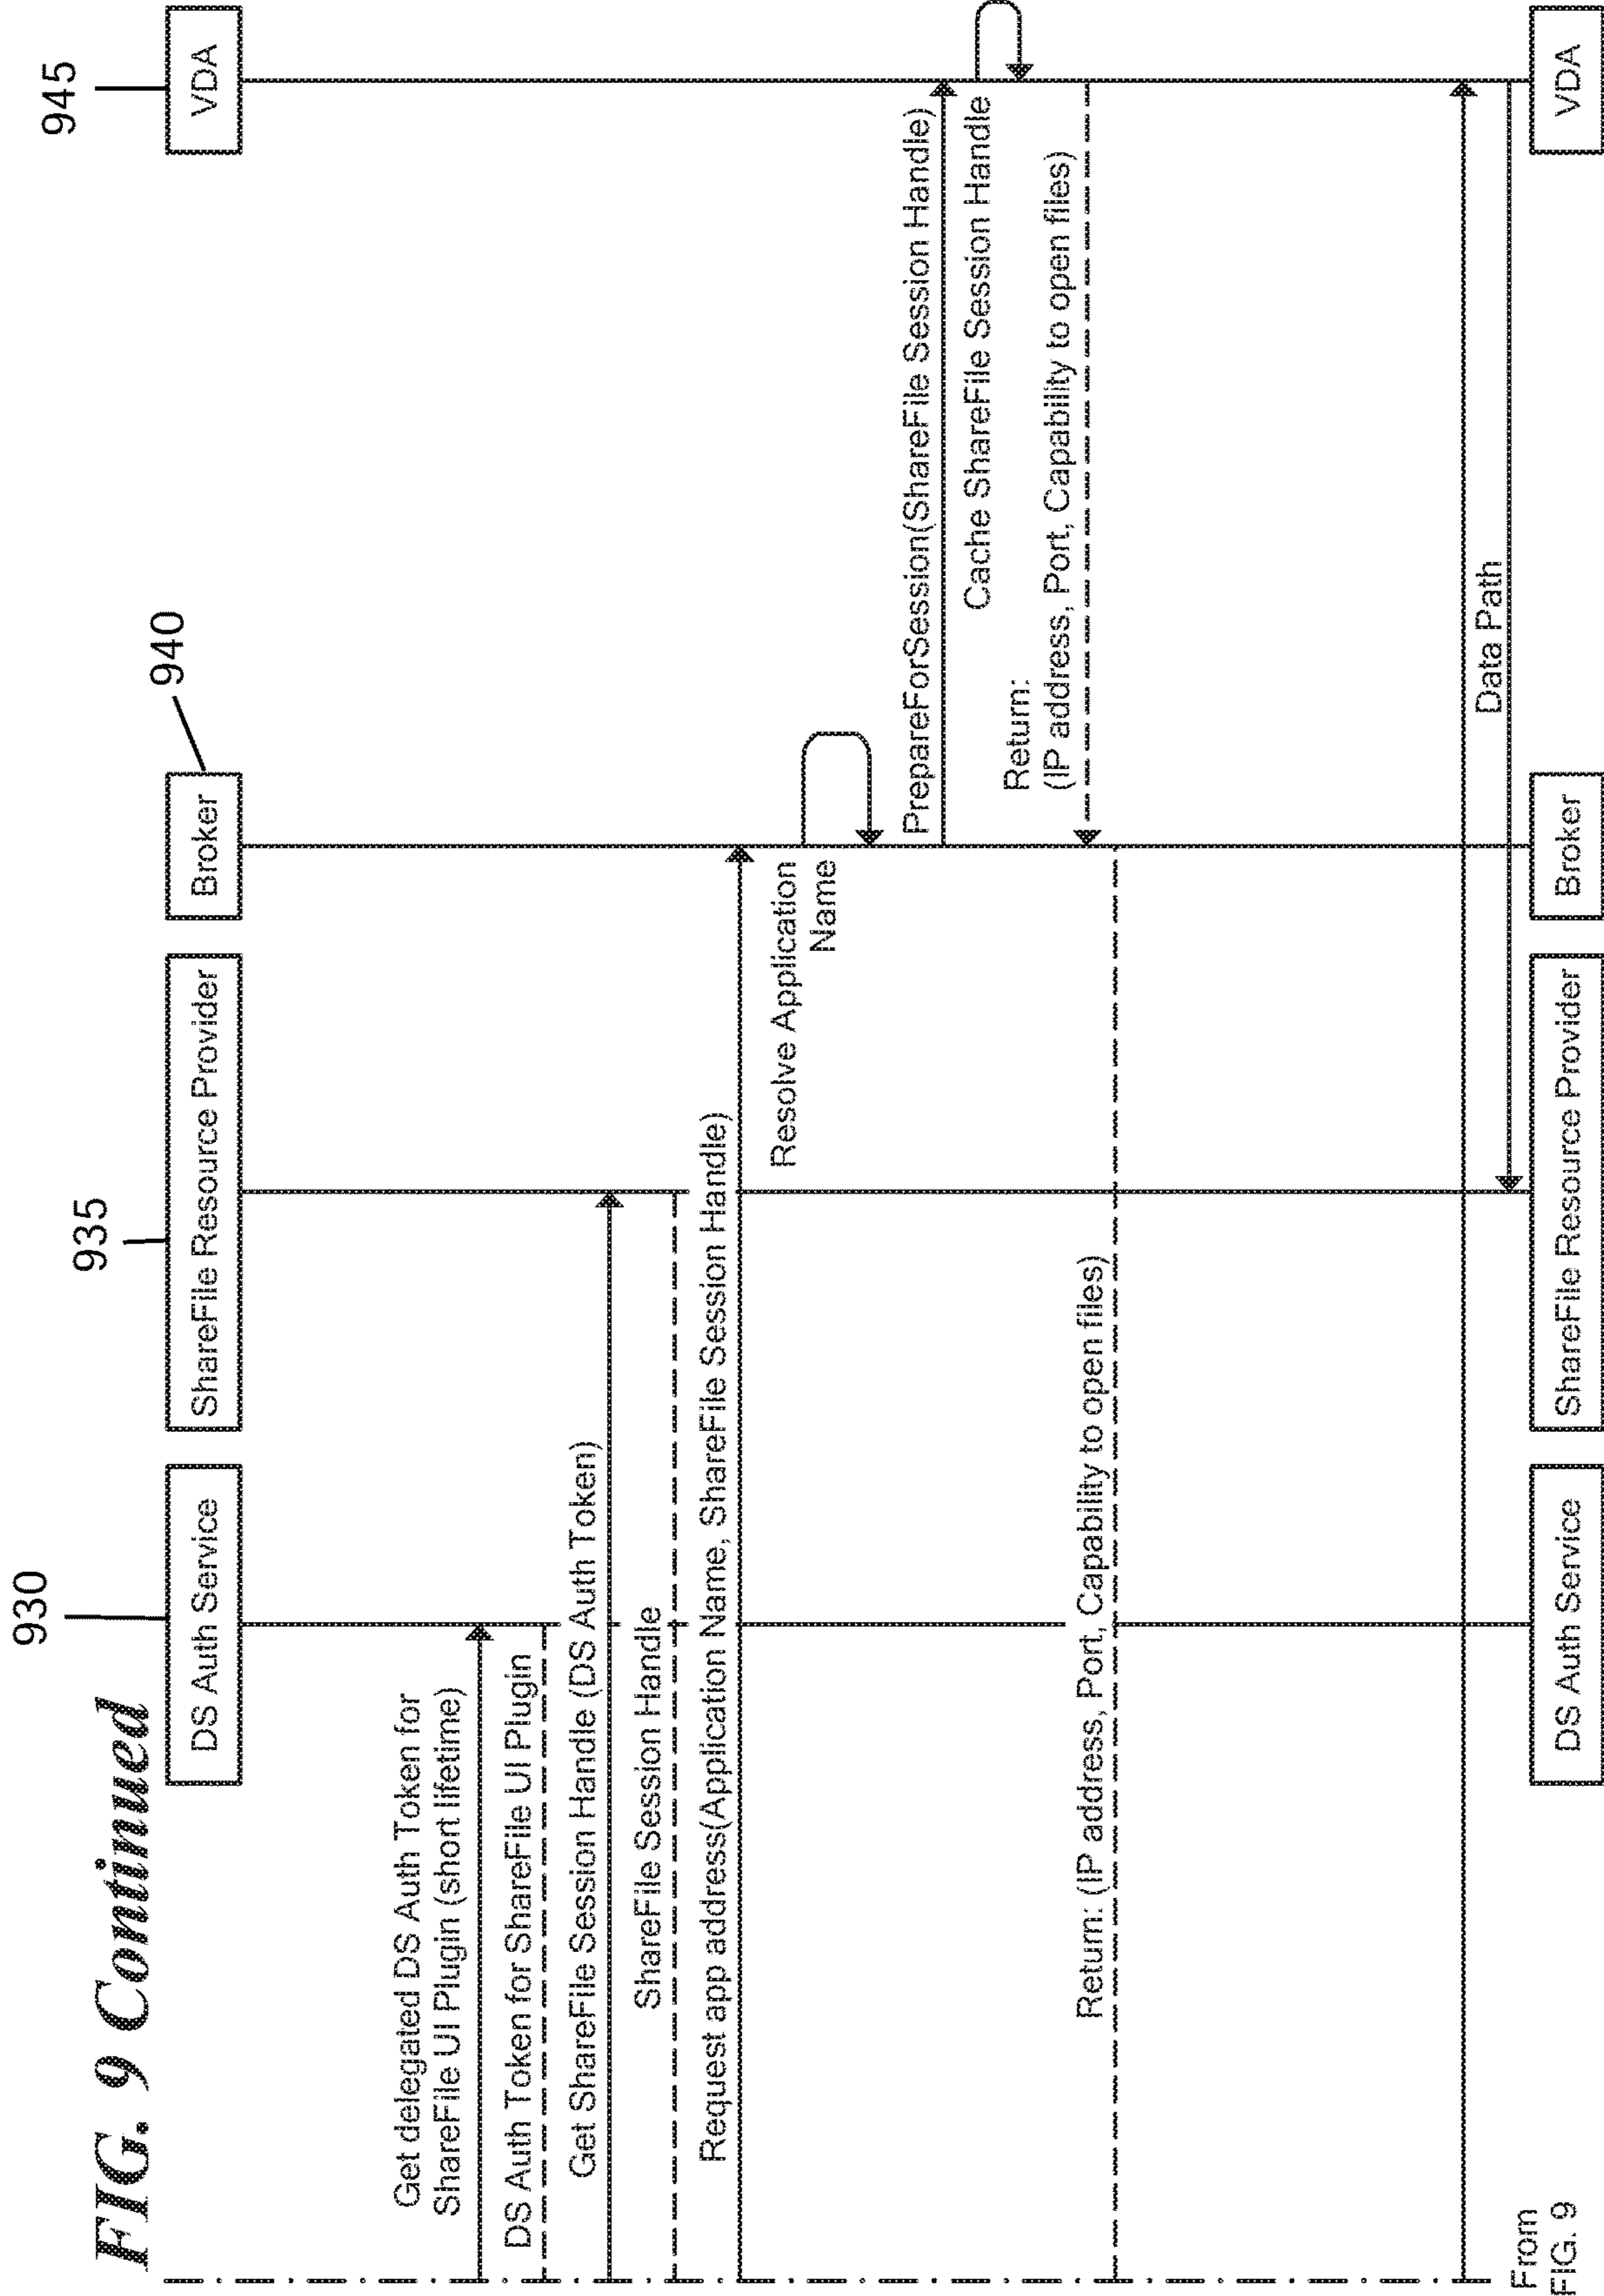 FIG. 9 Continued
930
935
940
945
DS Auth Service
ShareFile Resource Provider
Broker
VDA
Get delegated DS Auth Token for
ShareFile UI Plugin (short lifetime)
DS Auth Token for ShareFile UI Plugin
Get ShareFile Session Handle (DS Auth Token)
ShareFile Session Handle
Request app address(Application Name, ShareFile Session Handle)
Resolve Application
Name
PrepareForSession(ShareFile Session Handle)
Cache ShareFile Session Handle
Return:
(IP address, Port, Capability to open files)
Return: (IP address, Port, Capability to open files)
Data Path
From
FIG. 9
DS Auth Service
ShareFile Resource Provider
Broker
VDA